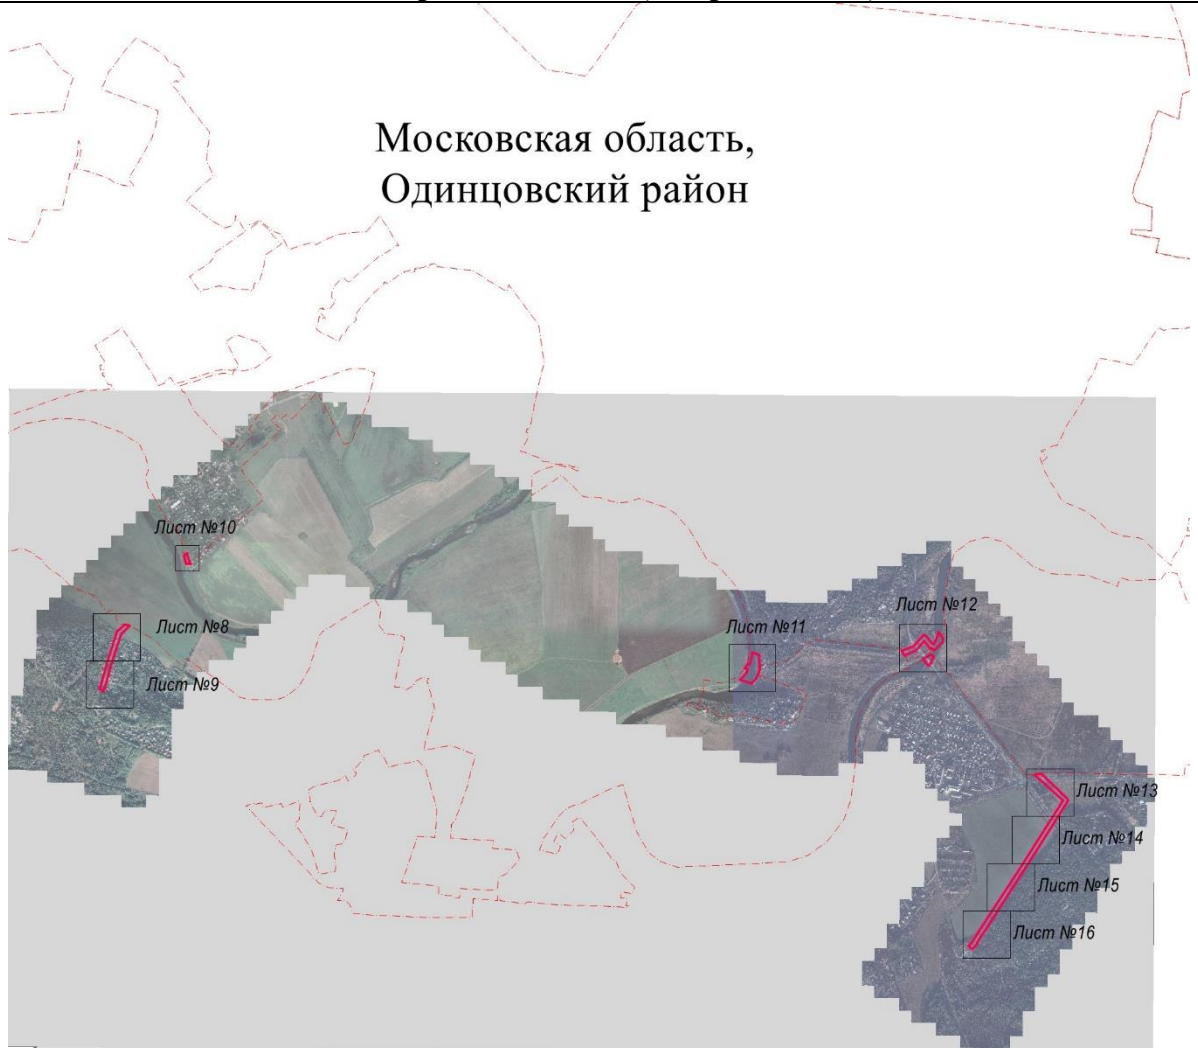 Московская область,
Одинцовский район
Лист №10
Лист №8
Лист №9
Лист №11
Лист №12
Лист №13
Лист №14
Лист №15
Лист №16